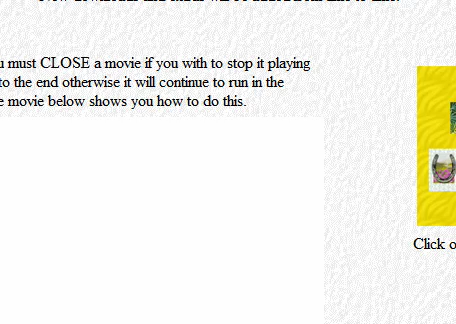 u must CLOSE a movie if you with to stop it playing
to the end otherwise it will continue to run in the
e movie below shows you how to do this.
Click o